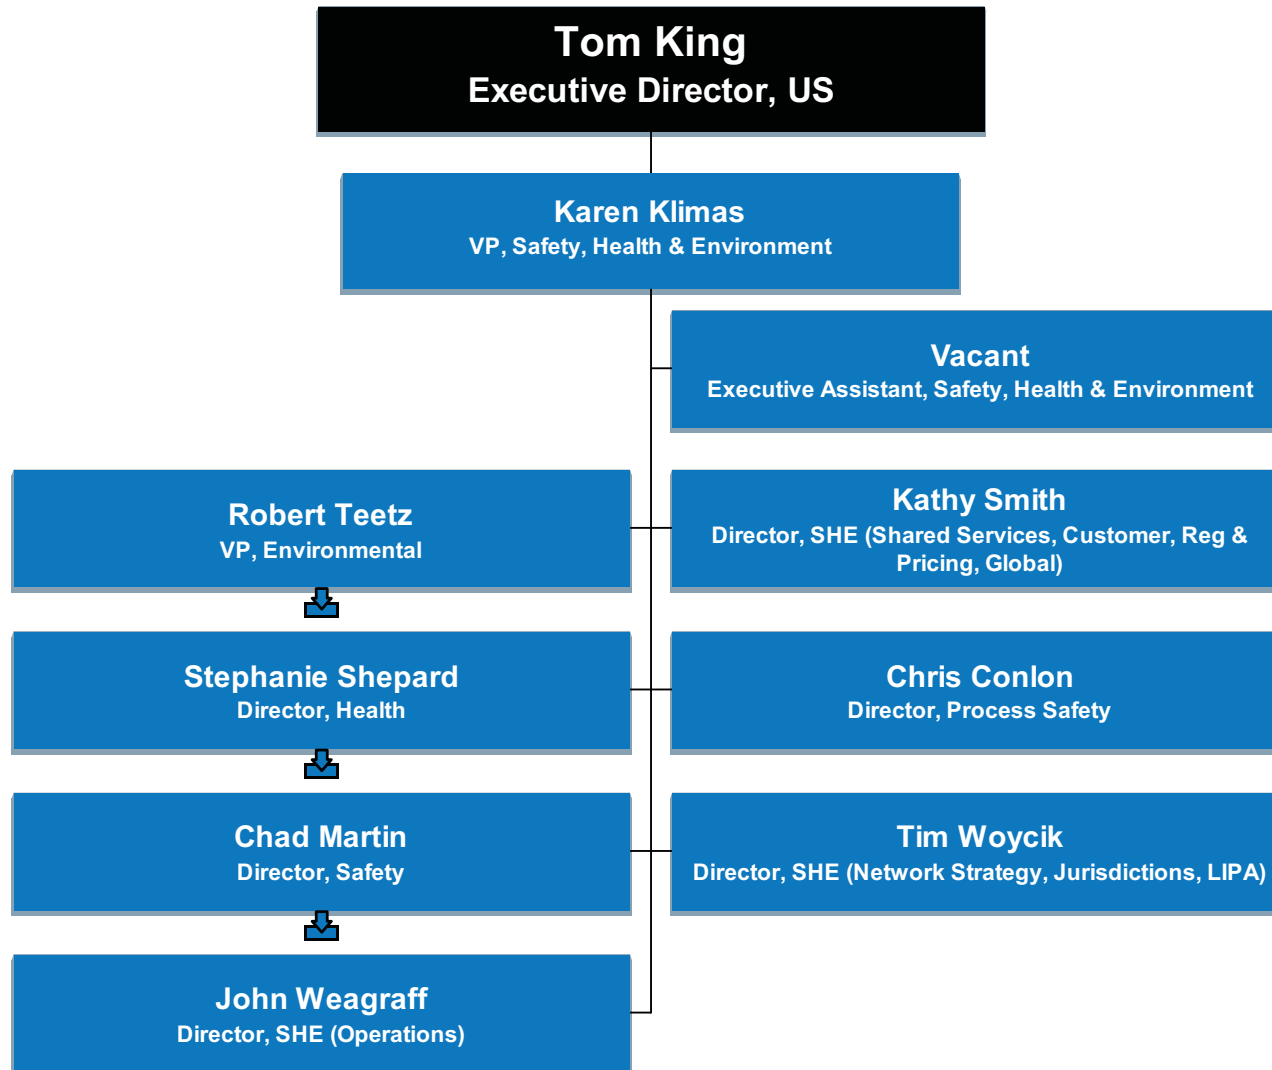 Tom King
Executive Director, US
Karen Klimas
VP, Safety, Health & Environment
Vacant
Executive Assistant, Safety, Health & Environment
Robert Teetz
VP, Environmental
Kathy Smith
Director, SHE (Shared Services, Customer, Reg &
Pricing, Global)
Stephanie Shepard
Director, Health
Chris Conlon
Director, Process Safety
Chad Martin
Director, Safety
Tim Woycik
Director, SHE (Network Strategy, Jurisdictions, LIPA)
John Weagraff
Director, SHE (Operations)